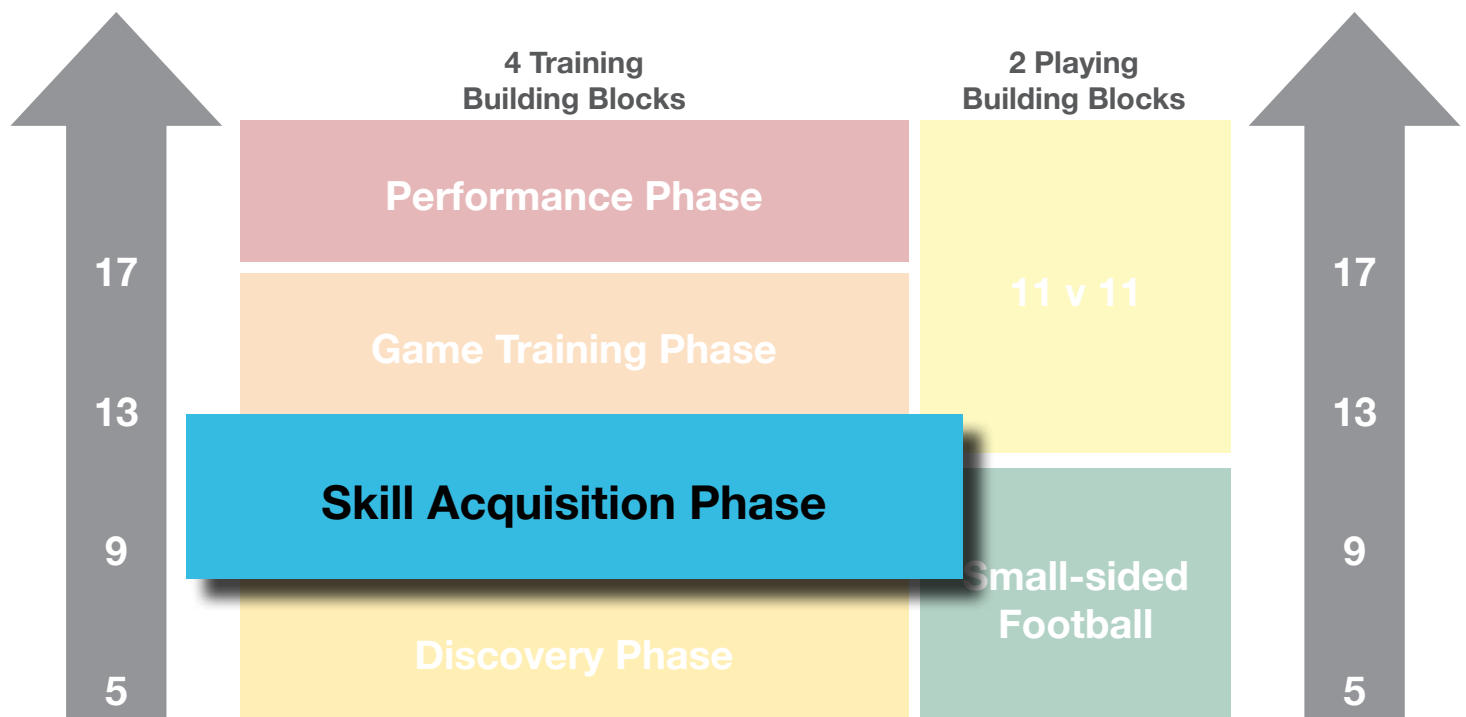 4 Training
Building Blocks
2 Playing
Building Blocks
Performance Phase
17
11 v 11
17
Game Training Phase
13
13
Skill Acquisition Phase
9
9
Small-sided
Football
Discovery Phase
5
5